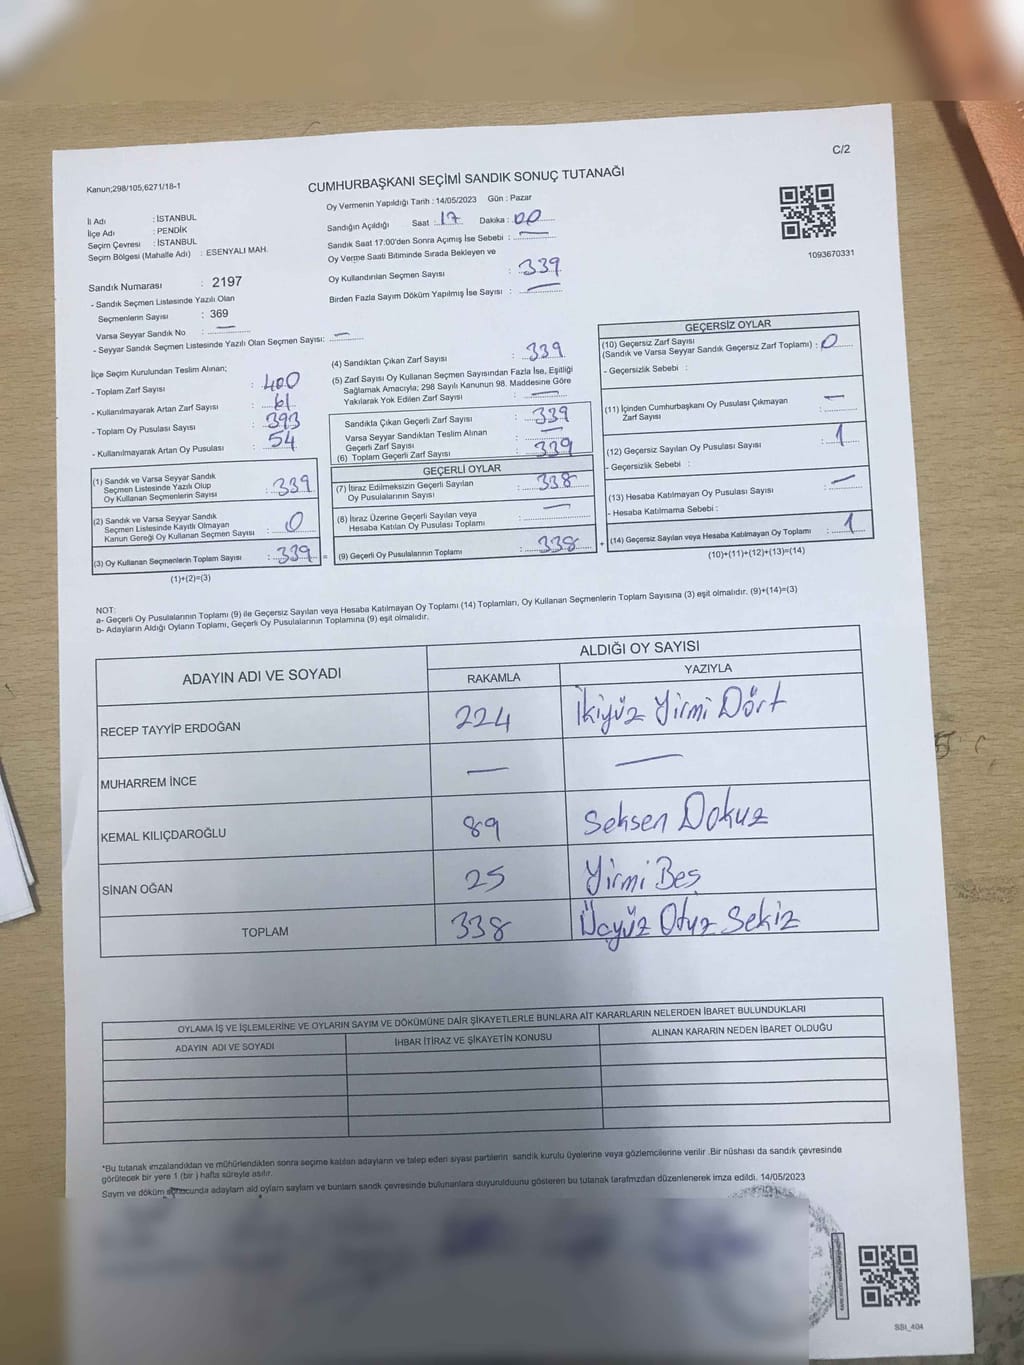 C/2
Kanun;298/105,6271/18-1
CUMHURBAŞKANI SEÇİMİ SANDIK SONUÇ TUTANAĞI
İl Adı : İSTANBUL
İlçe Adı : PENDİK
Seçim Çevresi : İSTANBUL
Seçim Bölgesi (Mahalle Adı) : ESENYALI MAH.
Oy Vermenin Yapıldığı Tarih : 14/05/2023 Gün : Pazar
Sandığın Açıldığı Saat : 17 Dakika : 00
Sandık Saat 17:00'den Sonra Açımış İse Sebebi : —
Oy Verme Saati Bitiminde Sırada Bekleyen ve
Oy Kullandırılan Seçmen Sayısı : 339
Birden Fazla Sayım Döküm Yapılmış İse Sayısı : —
1093670331
Sandık Numarası : 2197
- Sandık Seçmen Listesinde Yazılı Olan
Seçmenlerin Sayısı : 369
Varsa Seyyar Sandık No : —
- Seyyar Sandık Seçmen Listesinde Yazılı Olan Seçmen Sayısı: —
İlçe Seçim Kurulundan Teslim Alınan;
- Toplam Zarf Sayısı : 400
- Kullanılmayarak Artan Zarf Sayısı : 61
- Toplam Oy Pusulası Sayısı : 393
- Kullanılmayarak Artan Oy Pusulası : 54
(1) Sandık ve Varsa Seyyar Sandık
Seçmen Listesinde Yazılı Olup
Oy Kullanan Seçmenlerin Sayısı : 339
(2) Sandık ve Varsa Seyyar Sandık
Seçmen Listesinde Kayıtlı Olmayan
Kanun Gereği Oy Kullanan Seçmen Sayısı : 0
(3) Oy Kullanan Seçmenlerin Toplam Sayısı : 339 =
(1)+(2)=(3)
(4) Sandıktan Çıkan Zarf Sayısı : 339
(5) Zarf Sayısı Oy Kullanan Seçmen Sayısından Fazla İse, Eşitliği
Sağlamak Amacıyla; 298 Sayılı Kanunun 98. Maddesine Göre
Yakılarak Yok Edilen Zarf Sayısı : —
Sandıkta Çıkan Geçerli Zarf Sayısı : 339
Varsa Seyyar Sandıktan Teslim Alınan
Geçerli Zarf Sayısı : —
(6) Toplam Geçerli Zarf Sayısı : 339
GEÇERLİ OYLAR
(7) İtiraz Edilmeksizin Geçerli Sayılan
Oy Pusulalarının Sayısı : 338
(8) İtiraz Üzerine Geçerli Sayılan veya
Hesaba Katılan Oy Pusulası Toplamı : —
(9) Geçerli Oy Pusulalarının Toplamı : 338 +
GEÇERSİZ OYLAR
(10) Geçersiz Zarf Sayısı
(Sandık ve Varsa Seyyar Sandık Geçersiz Zarf Toplamı) : 0
- Geçersizlik Sebebi :
(11) İçinden Cumhurbaşkanı Oy Pusulası Çıkmayan
Zarf Sayısı : —
(12) Geçersiz Sayılan Oy Pusulası Sayısı : 1
- Geçersizlik Sebebi :
(13) Hesaba Katılmayan Oy Pusulası Sayısı : —
- Hesaba Katılmama Sebebi :
(14) Geçersiz Sayılan veya Hesaba Katılmayan Oy Toplamı : 1
(10)+(11)+(12)+(13)=(14)
NOT:
a- Geçerli Oy Pusulalarının Toplamı (9) ile Geçersiz Sayılan veya Hesaba Katılmayan Oy Toplamı (14) Toplamları, Oy Kullanan Seçmenlerin Toplam Sayısına (3) eşit olmalıdır. (9)+(14)=(3)
b- Adayların Aldığı Oyların Toplamı, Geçerli Oy Pusulalarının Toplamına (9) eşit olmalıdır.
ADAYIN ADI VE SOYADI
ALDIĞI OY SAYISI
RAKAMLA YAZIYLA
RECEP TAYYİP ERDOĞAN 224 İkiyüz Yirmi Dört
MUHARREM İNCE — —
KEMAL KILIÇDAROĞLU 89 Seksen Dokuz
SİNAN OĞAN 25 Yirmi Beş
TOPLAM 338 Üçyüz Otuz Sekiz
OYLAMA İŞ VE İŞLEMLERİNE VE OYLARIN SAYIM VE DÖKÜMÜNE DAİR ŞİKAYETLERLE BUNLARA AİT KARARLARIN NELERDEN İBARET BULUNDUKLARI
ADAYIN ADI VE SOYADI İHBAR İTİRAZ VE ŞİKAYETİN KONUSU ALINAN KARARIN NEDEN İBARET OLDUĞU
*Bu tutanak imzalandıktan ve mühürlendikten sonra seçime katılan adayların ve talep eden siyasi partilerin sandık kurulu üyelerine veya gözlemcilerine verilir .Bir nüshası da sandık çevresinde
görülecek bir yere 1 (bir ) hafta süreyle asılır.
Sayım ve döküm sonucunda adayların ald oyların sayıları ve bunların sandık çevresinde bulunanlara duyurulduğunu gösteren bu tutanak tarafımızdan düzenlenerek imza edildi. 14/05/2023
SSt_404